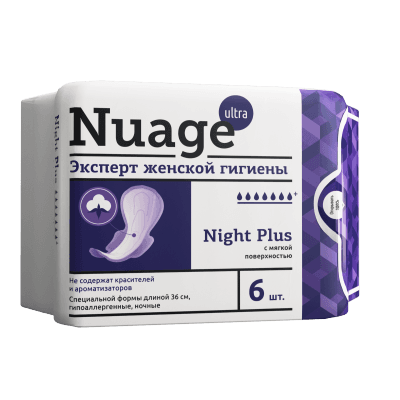 Nuage
ultra
Эксперт женской гигиены
Night Plus
с мягкой
поверхностью
Не содержат красителей
и ароматизаторов
Специальной формы длиной 36 см,
гипоаллергенные, ночные
6 шт.
Night Plus